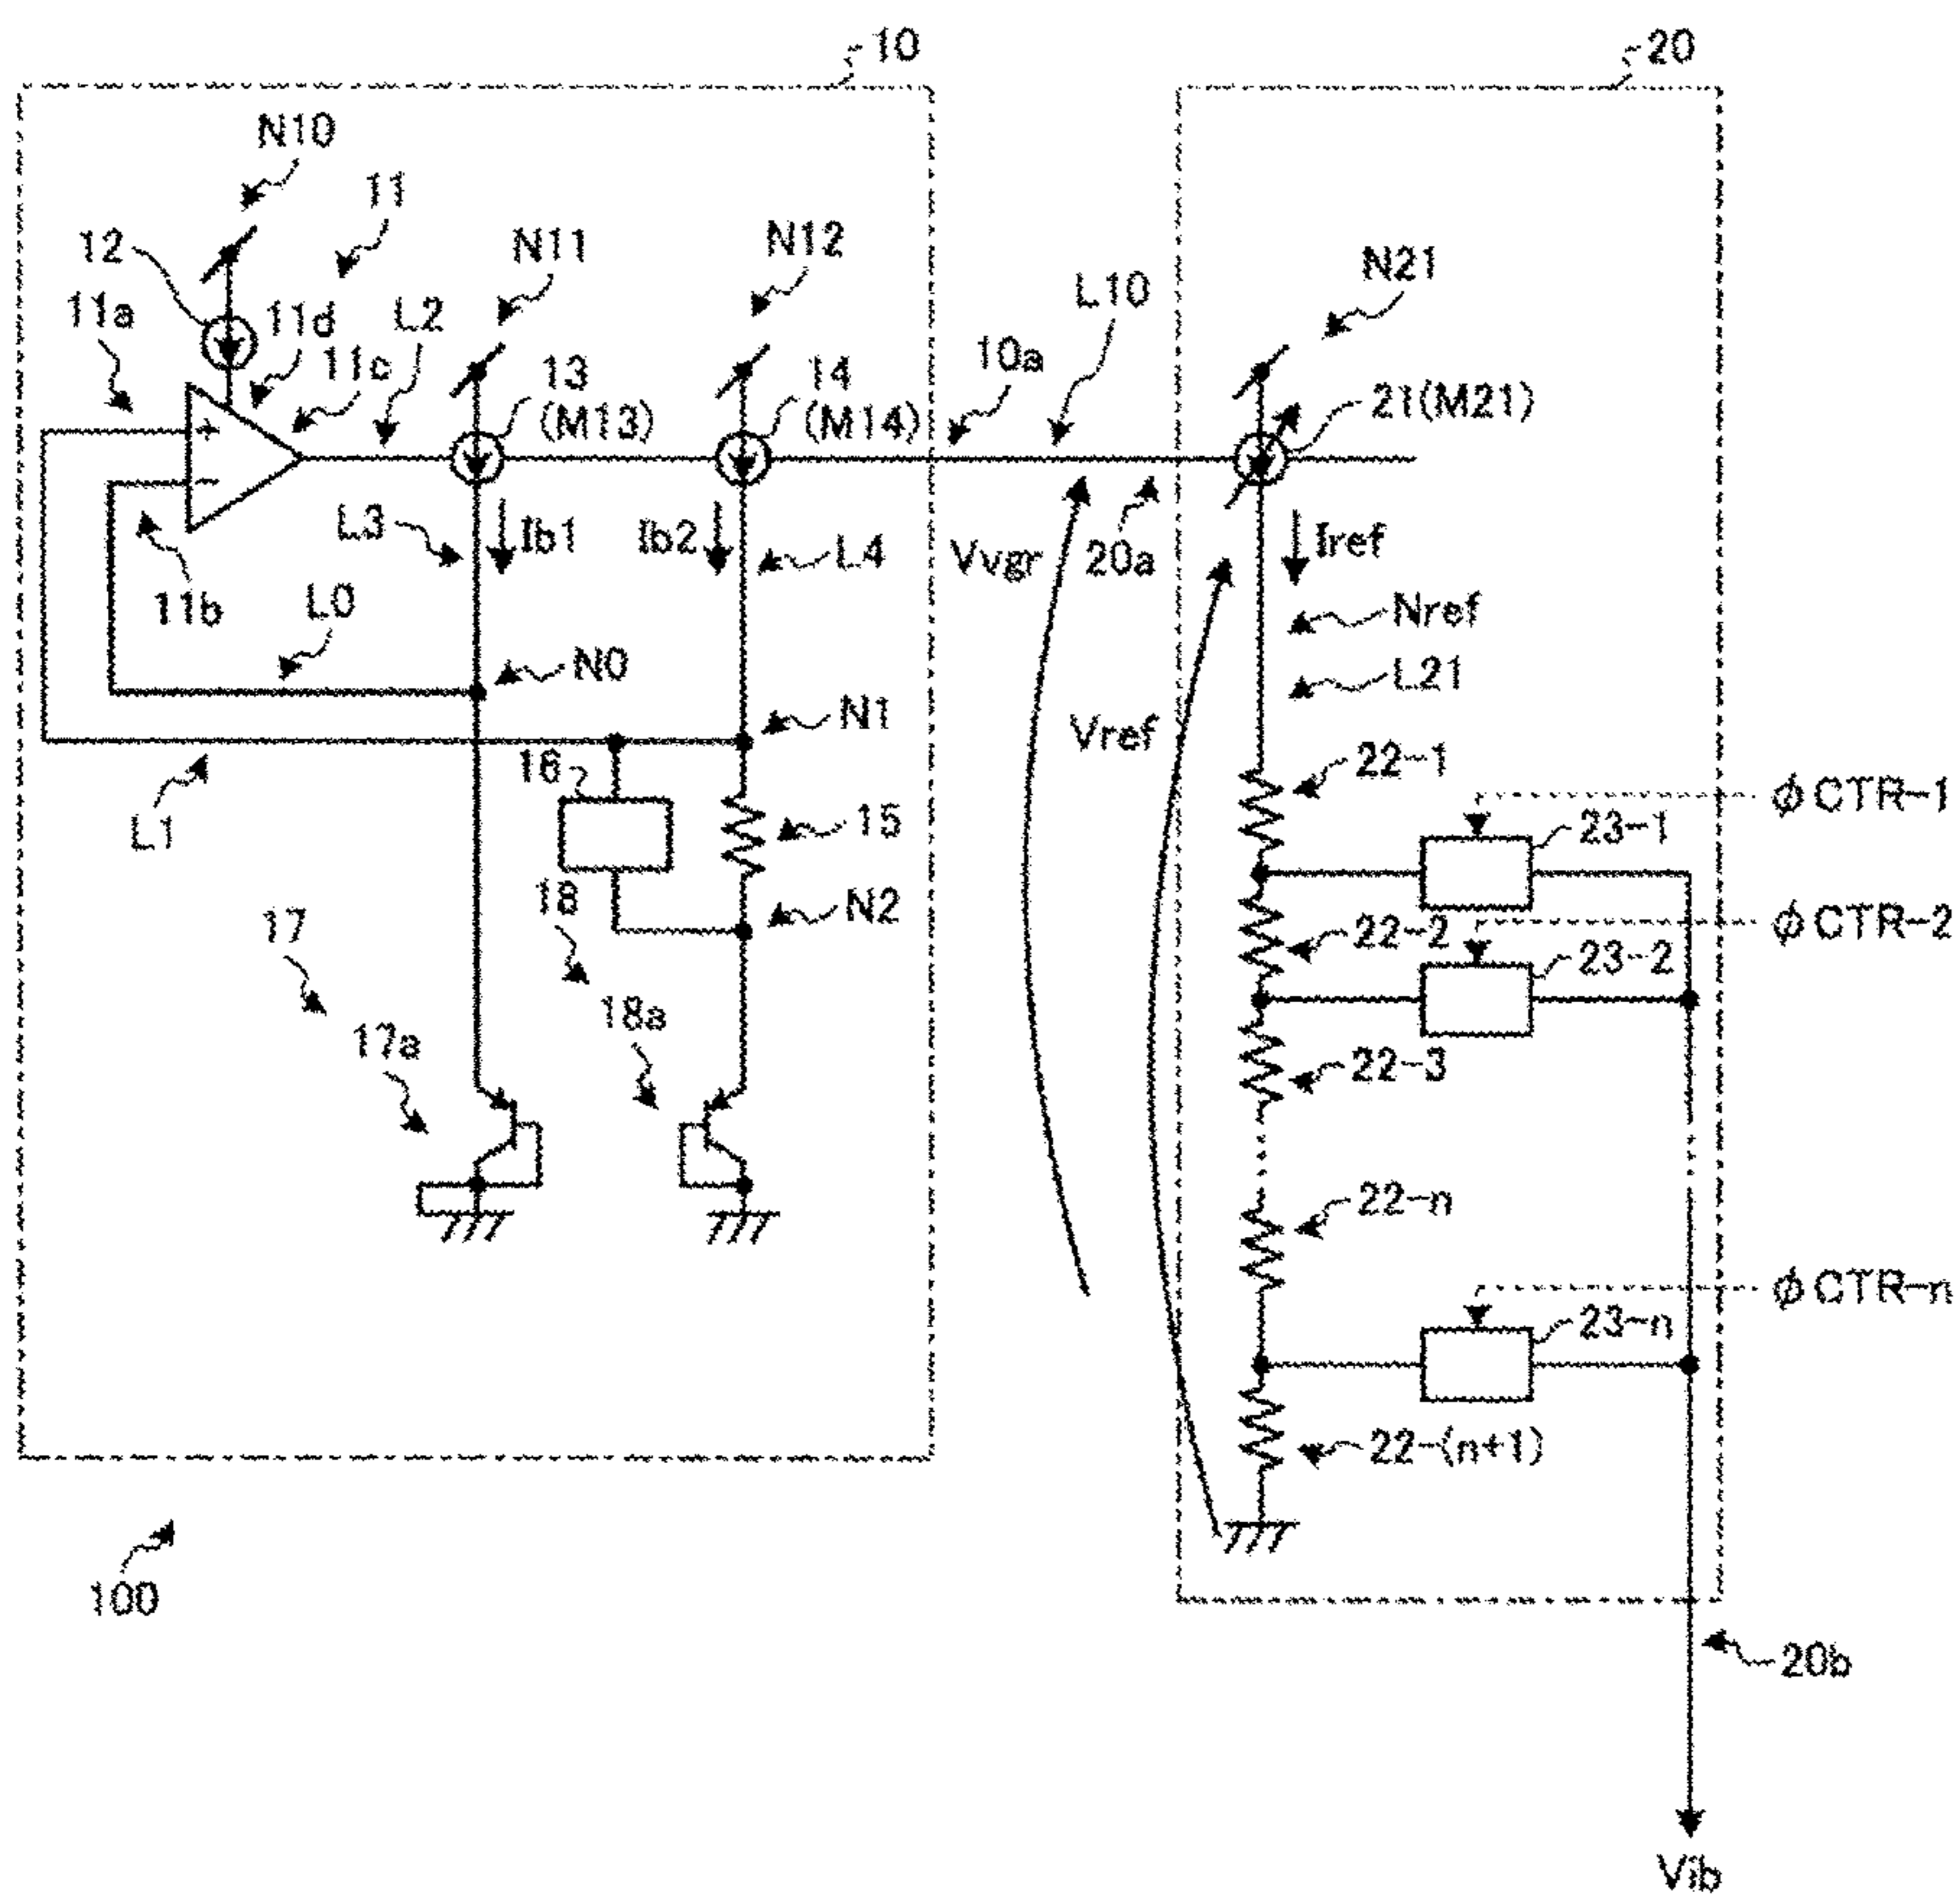 10
20
N10
11
12
N11
N12
N21
11a
11d
L2
L10
11c
13
(M13)
14
(M14)
10a
21(M21)
L3
Ib1
Ib2
L4
Vvgr
20a
Iref
11b
L0
Nref
N0
L21
N1
Vref
16
22-1
L1
15
φCTR-1
23-1
18
N2
17
22-2
φCTR-2
23-2
18a
17a
22-3
22-n
φCTR-n
23-n
22-(n+1)
100
20b
Vib